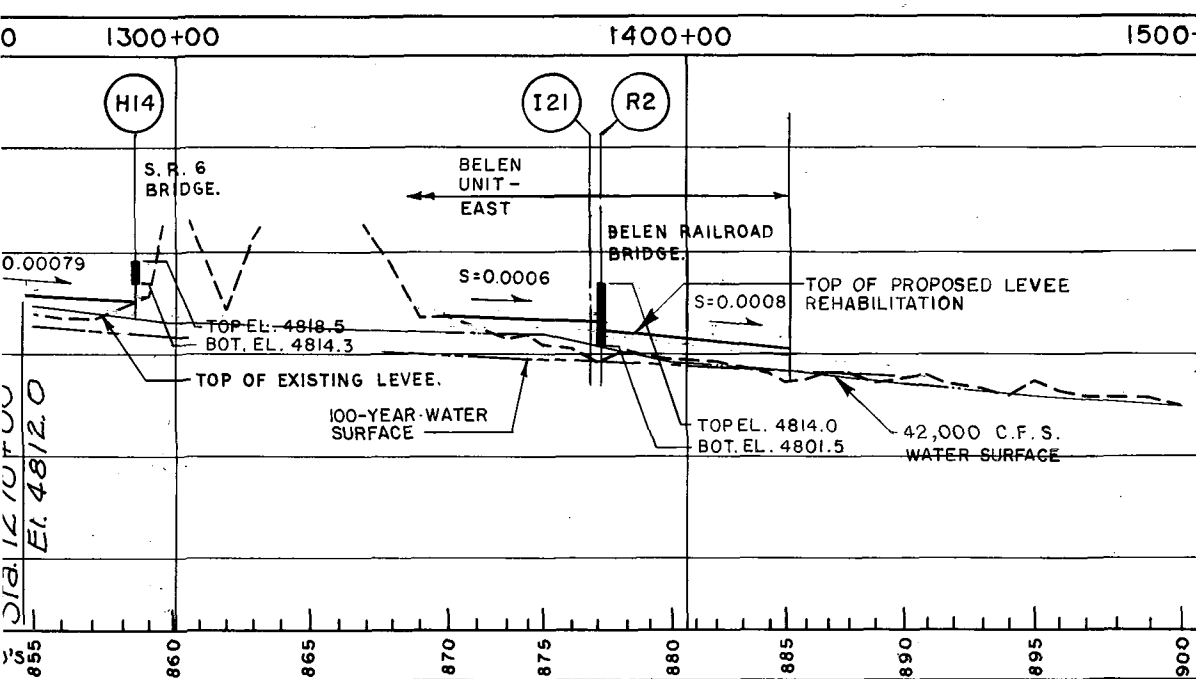 0
1300+00
1400+00
1500-
H14
I21
R2
S. R. 6
BRIDGE.
BELEN
UNIT-
EAST
BELEN RAILROAD
BRIDGE.
0.00079
S=0.0006
S=0.0008
TOP OF PROPOSED LEVEE
REHABILITATION
TOP EL. 4818.5
BOT. EL. 4814.3
TOP OF EXISTING LEVEE.
100-YEAR-WATER
SURFACE
TOP EL. 4814.0
BOT. EL. 4801.5
42,000 C.F.S.
WATER SURFACE
Sta. 1270+00
El. 4812.0
)'S
855
860
865
870
875
880
885
890
895
900